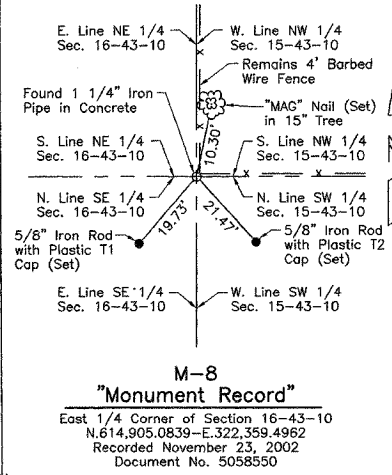 E. Line NE 1/4
Sec. 16-43-10
W. Line NW 1/4
Sec. 15-43-10
Remains 4' Barbed
Wire Fence
Found 1 1/4" Iron
Pipe in Concrete
"MAG" Nail (Set)
in 15" Tree
10.30'
S. Line NE 1/4
Sec. 16-43-10
S. Line NW 1/4
Sec. 15-43-10
N. Line SE 1/4
Sec. 16-43-10
N. Line SW 1/4
Sec. 15-43-10
19.73'
21.47'
5/8" Iron Rod
with Plastic T1
Cap (Set)
5/8" Iron Rod
with Plastic T2
Cap (Set)
E. Line SE 1/4
Sec. 16-43-10
W. Line SW 1/4
Sec. 15-43-10
M-8
"Monument Record"
East 1/4 Corner of Section 16-43-10
N.614,905.0839-E.322,359.4962
Recorded November 23, 2002
Document No. 5058550